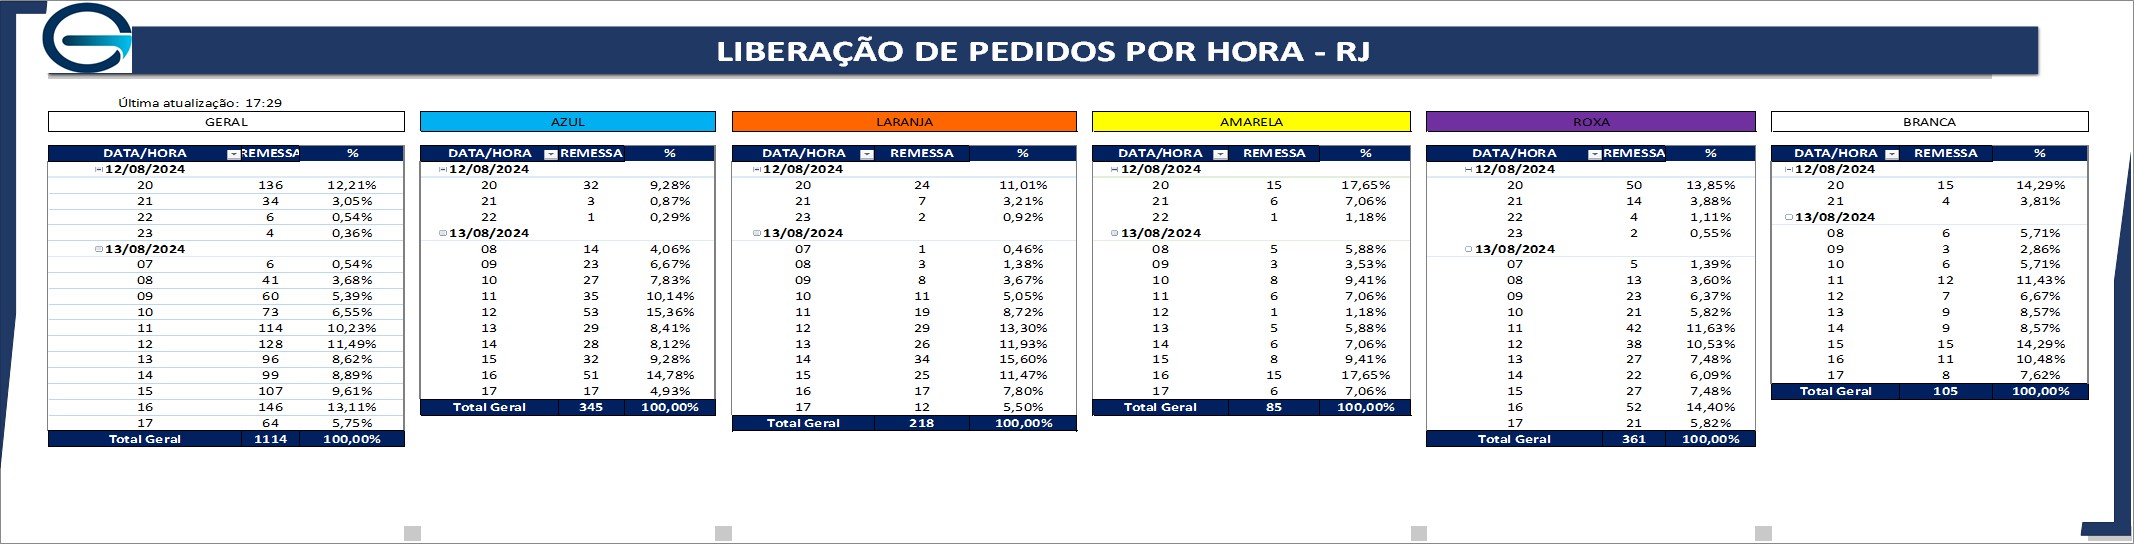 LIBERAÇÃO DE PEDIDOS POR HORA - RJ
Última atualização: 17:29
GERAL
DATA/HORA REMESSA %
12/08/2024
20 136 12,21%
21 34 3,05%
22 6 0,54%
23 4 0,36%
13/08/2024
07 6 0,54%
08 41 3,68%
09 60 5,39%
10 73 6,55%
11 114 10,23%
12 128 11,49%
13 96 8,62%
14 99 8,89%
15 107 9,61%
16 146 13,11%
17 64 5,75%
Total Geral 1114 100,00%
AZUL
DATA/HORA REMESSA %
12/08/2024
20 32 9,28%
21 3 0,87%
22 1 0,29%
13/08/2024
08 14 4,06%
09 23 6,67%
10 27 7,83%
11 35 10,14%
12 53 15,36%
13 29 8,41%
14 28 8,12%
15 32 9,28%
16 51 14,78%
17 17 4,93%
Total Geral 345 100,00%
LARANJA
DATA/HORA REMESSA %
12/08/2024
20 24 11,01%
21 7 3,21%
23 2 0,92%
13/08/2024
07 1 0,46%
08 3 1,38%
09 8 3,67%
10 11 5,05%
11 19 8,72%
12 29 13,30%
13 26 11,93%
14 34 15,60%
15 25 11,47%
16 17 7,80%
17 12 5,50%
Total Geral 218 100,00%
AMARELA
DATA/HORA REMESSA %
12/08/2024
20 15 17,65%
21 6 7,06%
22 1 1,18%
13/08/2024
08 5 5,88%
09 3 3,53%
10 8 9,41%
11 6 7,06%
12 1 1,18%
13 5 5,88%
14 6 7,06%
15 8 9,41%
16 15 17,65%
17 6 7,06%
Total Geral 85 100,00%
ROXA
DATA/HORA REMESSA %
12/08/2024
20 50 13,85%
21 14 3,88%
22 4 1,11%
23 2 0,55%
13/08/2024
07 5 1,39%
08 13 3,60%
09 23 6,37%
10 21 5,82%
11 42 11,63%
12 38 10,53%
13 27 7,48%
14 22 6,09%
15 27 7,48%
16 52 14,40%
17 21 5,82%
Total Geral 361 100,00%
BRANCA
DATA/HORA REMESSA %
12/08/2024
20 15 14,29%
21 4 3,81%
13/08/2024
08 6 5,71%
09 3 2,86%
10 6 5,71%
11 12 11,43%
12 7 6,67%
13 9 8,57%
14 9 8,57%
15 15 14,29%
16 11 10,48%
17 8 7,62%
Total Geral 105 100,00%